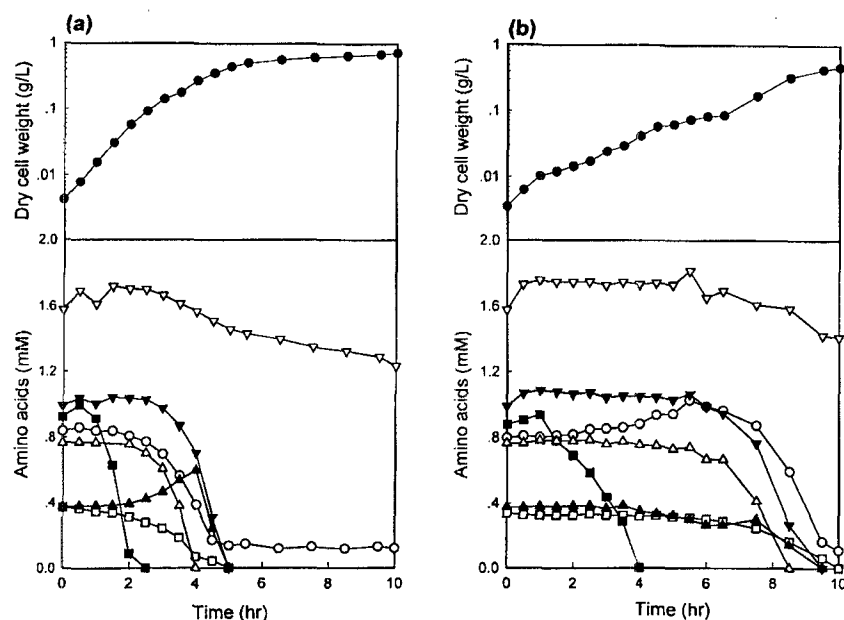 (a)
1
.1
.01
Dry cell weight (g/L)
2.0
1.6
1.2
.8
.4
0.0
Amino acids (mM)
0 2 4 6 8 10
Time (hr)
(b)
1
.1
.01
Dry cell weight (g/L)
2.0
1.6
1.2
.8
.4
0.0
Amino acids (mM)
0 2 4 6 8 10
Time (hr)